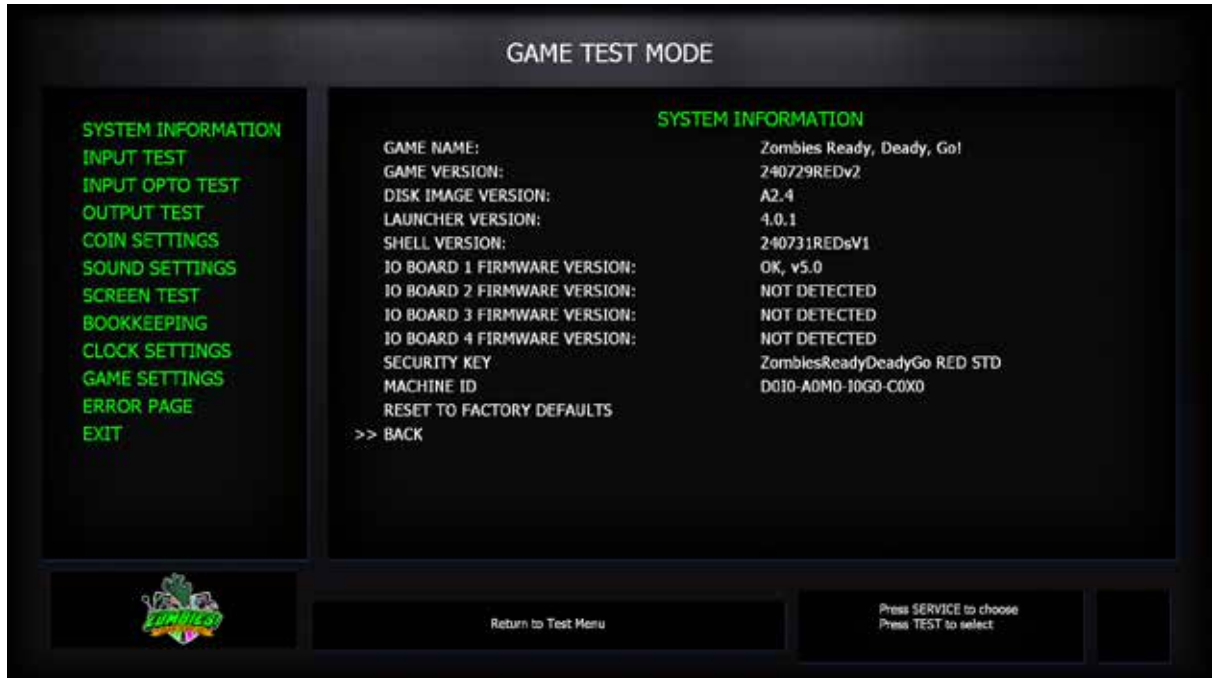 GAME TEST MODE
SYSTEM INFORMATION
INPUT TEST
INPUT OPTO TEST
OUTPUT TEST
COIN SETTINGS
SOUND SETTINGS
SCREEN TEST
BOOKKEEPING
CLOCK SETTINGS
GAME SETTINGS
ERROR PAGE
EXIT
SYSTEM INFORMATION
GAME NAME: Zombies Ready, Deady, Go!
GAME VERSION: 240729REDv2
DISK IMAGE VERSION: A2.4
LAUNCHER VERSION: 4.0.1
SHELL VERSION: 240731REDsV1
IO BOARD 1 FIRMWARE VERSION: OK, v5.0
IO BOARD 2 FIRMWARE VERSION: NOT DETECTED
IO BOARD 3 FIRMWARE VERSION: NOT DETECTED
IO BOARD 4 FIRMWARE VERSION: NOT DETECTED
SECURITY KEY ZombiesReadyDeadyGo RED STD
MACHINE ID D0I0-A0M0-I0G0-C0X0
RESET TO FACTORY DEFAULTS
>> BACK
ZOMBIES!
Return to Test Menu
Press SERVICE to choose
Press TEST to select